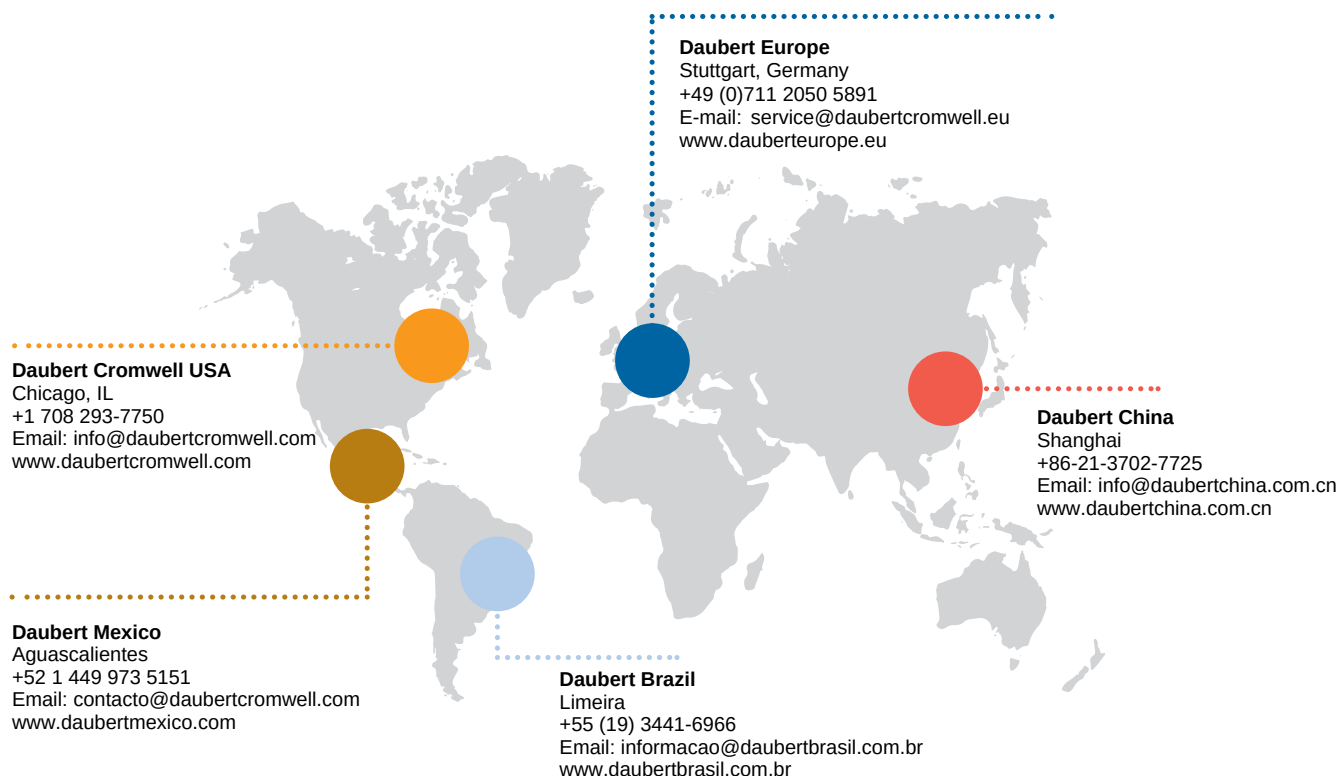 Daubert Europe
Stuttgart, Germany
+49 (0)711 2050 5891
E-mail: service@daubertcromwell.eu
www.dauberteurope.eu
Daubert Cromwell USA
Chicago, IL
+1 708 293-7750
Email: info@daubertcromwell.com
www.daubertcromwell.com
Daubert China
Shanghai
+86-21-3702-7725
Email: info@daubertchina.com.cn
www.daubertchina.com.cn
Daubert Mexico
Aguascalientes
+52 1 449 973 5151
Email: contacto@daubertcromwell.com
www.daubertmexico.com
Daubert Brazil
Limeira
+55 (19) 3441-6966
Email: informacao@daubertbrasil.com.br
www.daubertbrasil.com.br